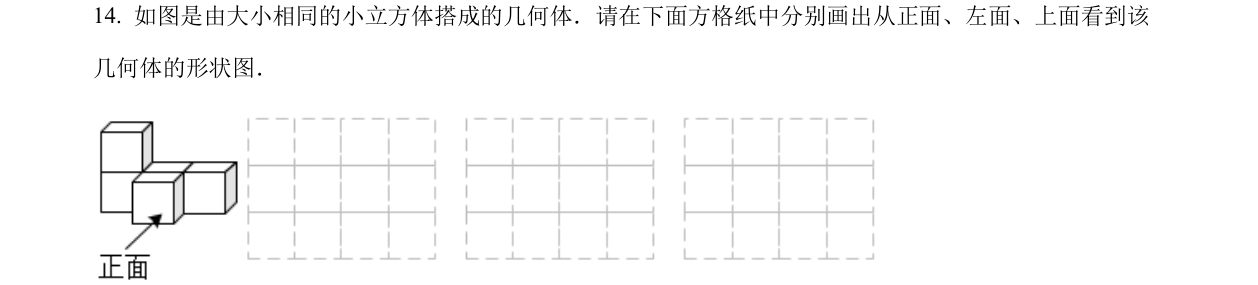 14. 如图是由大小相同的小立方体搭成的几何体．请在下面方格纸中分别画出从正面、左面、上面看到该
几何体的形状图．
正面